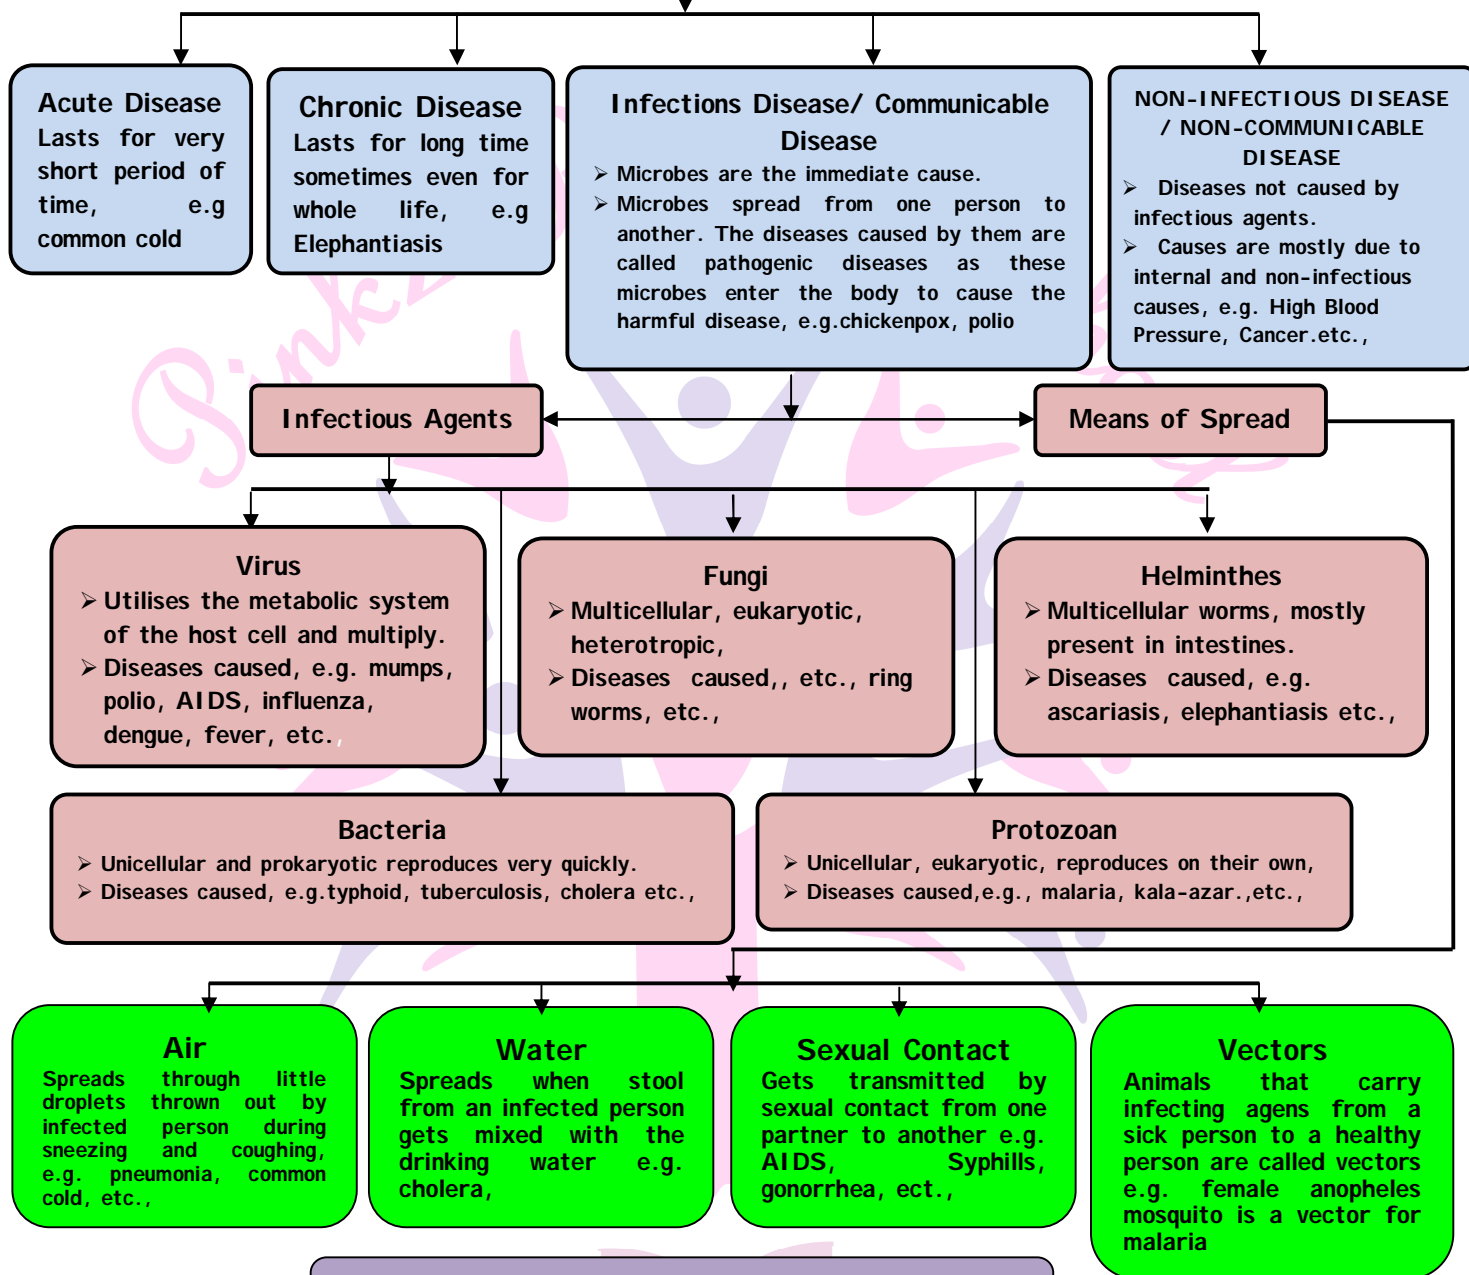 Acute Disease
Lasts for very
short period of
time, e.g
common cold
Chronic Disease
Lasts for long time
sometimes even for
whole life, e.g
Elephantiasis
Infections Disease/ Communicable
Disease
➢ Microbes are the immediate cause.
➢ Microbes spread from one person to
another. The diseases caused by them are
called pathogenic diseases as these
microbes enter the body to cause the
harmful disease, e.g.chickenpox, polio
NON-INFECTIOUS DISEASE
/ NON-COMMUNICABLE
DISEASE
➢ Diseases not caused by
infectious agents.
➢ Causes are mostly due to
internal and non-infectious
causes, e.g. High Blood
Pressure, Cancer.etc.,
Infectious Agents
Means of Spread
Virus
➢ Utilises the metabolic system
of the host cell and multiply.
➢ Diseases caused, e.g. mumps,
polio, AIDS, influenza,
dengue, fever, etc.,
Fungi
➢ Multicellular, eukaryotic,
heterotropic,
➢ Diseases caused,, etc., ring
worms, etc.,
Helminthes
➢ Multicellular worms, mostly
present in intestines.
➢ Diseases caused, e.g.
ascariasis, elephantiasis etc.,
Bacteria
➢ Unicellular and prokaryotic reproduces very quickly.
➢ Diseases caused, e.g.typhoid, tuberculosis, cholera etc.,
Protozoan
➢ Unicellular, eukaryotic, reproduces on their own,
➢ Diseases caused,e.g., malaria, kala-azar.,etc.,
Air
Spreads through little
droplets thrown out by
infected person during
sneezing and coughing,
e.g. pneumonia, common
cold, etc.,
Water
Spreads when stool
from an infected person
gets mixed with the
drinking water e.g.
cholera,
Sexual Contact
Gets transmitted by
sexual contact from one
partner to another e.g.
AIDS, Syphills,
gonorrhea, ect.,
Vectors
Animals that carry
infecting agens from a
sick person to a healthy
person are called vectors
e.g. female anopheles
mosquito is a vector for
malaria